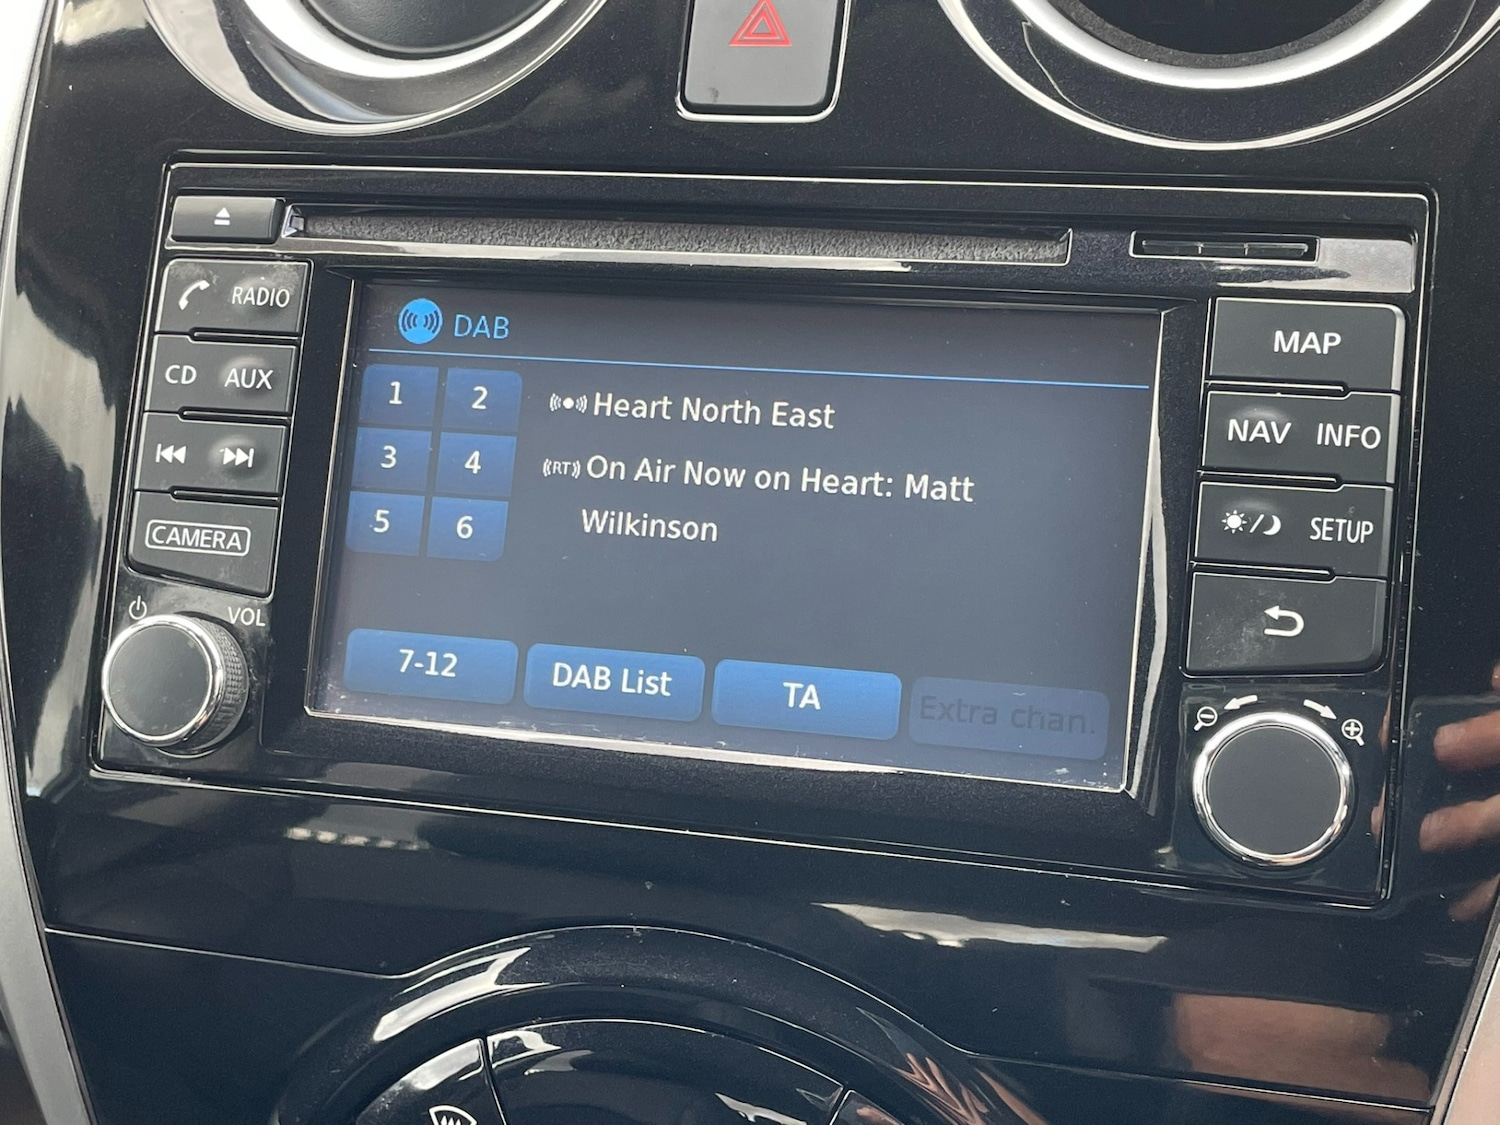 RADIO
CD AUX
CAMERA
VOL
DAB
1 2
3 4
5 6
Heart North East
RT On Air Now on Heart: Matt
Wilkinson
7-12
DAB List
TA
Extra chan.
MAP
NAV INFO
SETUP